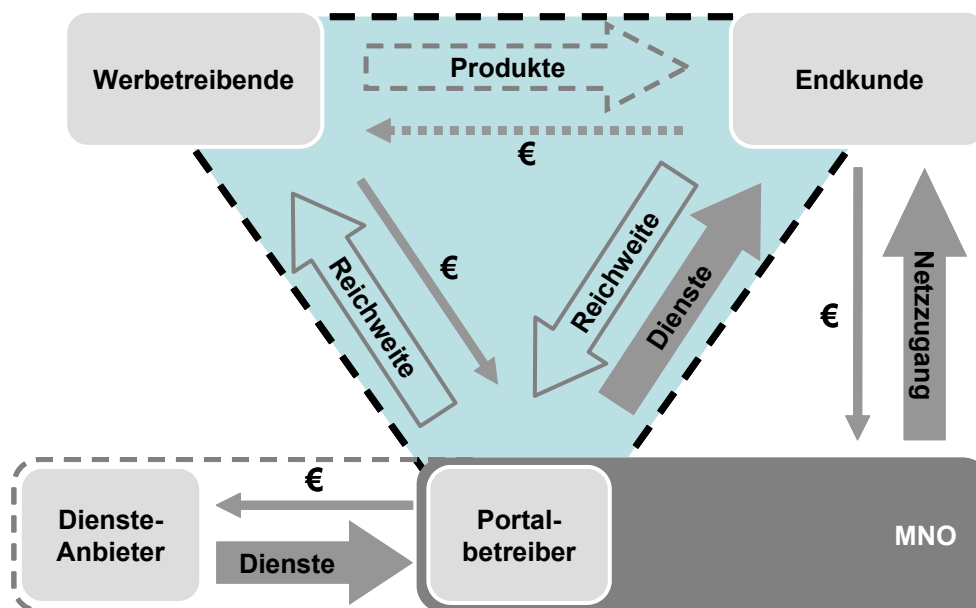 Werbetreibende
Produkte
Endkunde
€
Reichweite
€
Reichweite
Dienste
€
Netzzugang
€
Dienste-
Anbieter
Dienste
Portal-
betreiber
MNO